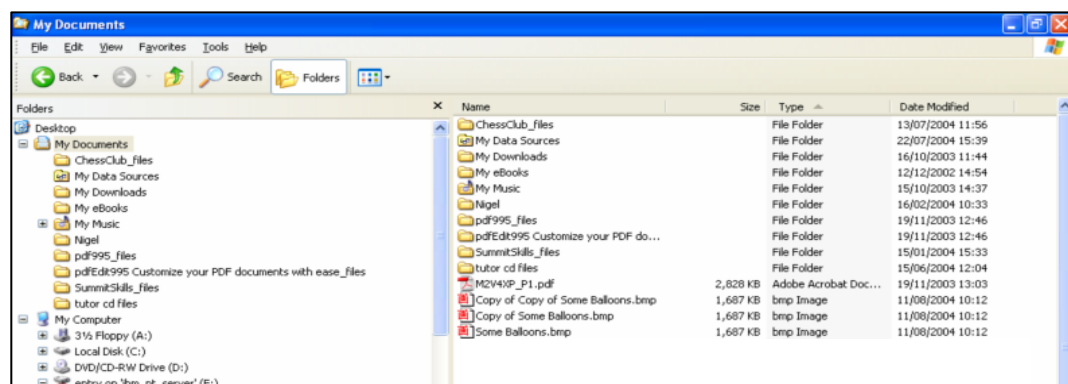 My Documents
File Edit View Favorites Tools Help
Back Search Folders
Folders
Desktop
My Documents
ChessClub_files
My Data Sources
My Downloads
My eBooks
My Music
Nigel
pdf995_files
pdfEdit995 Customize your PDF documents with ease_files
SummitSkills_files
tutor cd files
My Computer
3½ Floppy (A:)
Local Disk (C:)
DVD/CD-RW Drive (D:)
entry on 'ibm_nt_server' (E:)
Name Size Type Date Modified
ChessClub_files File Folder 13/07/2004 11:56
My Data Sources File Folder 22/07/2004 15:39
My Downloads File Folder 16/10/2003 11:44
My eBooks File Folder 12/12/2002 14:54
My Music File Folder 15/10/2003 14:37
Nigel File Folder 16/02/2004 10:33
pdf995_files File Folder 19/11/2003 12:46
pdfEdit995 Customize your PDF do... File Folder 19/11/2003 12:46
SummitSkills_files File Folder 15/01/2004 15:33
tutor cd files File Folder 15/06/2004 12:04
M2V4XP_P1.pdf 2,828 KB Adobe Acrobat Doc... 19/11/2003 13:03
Copy of Copy of Some Balloons.bmp 1,687 KB bmp Image 11/08/2004 10:12
Copy of Some Balloons.bmp 1,687 KB bmp Image 11/08/2004 10:12
Some Balloons.bmp 1,687 KB bmp Image 11/08/2004 10:12